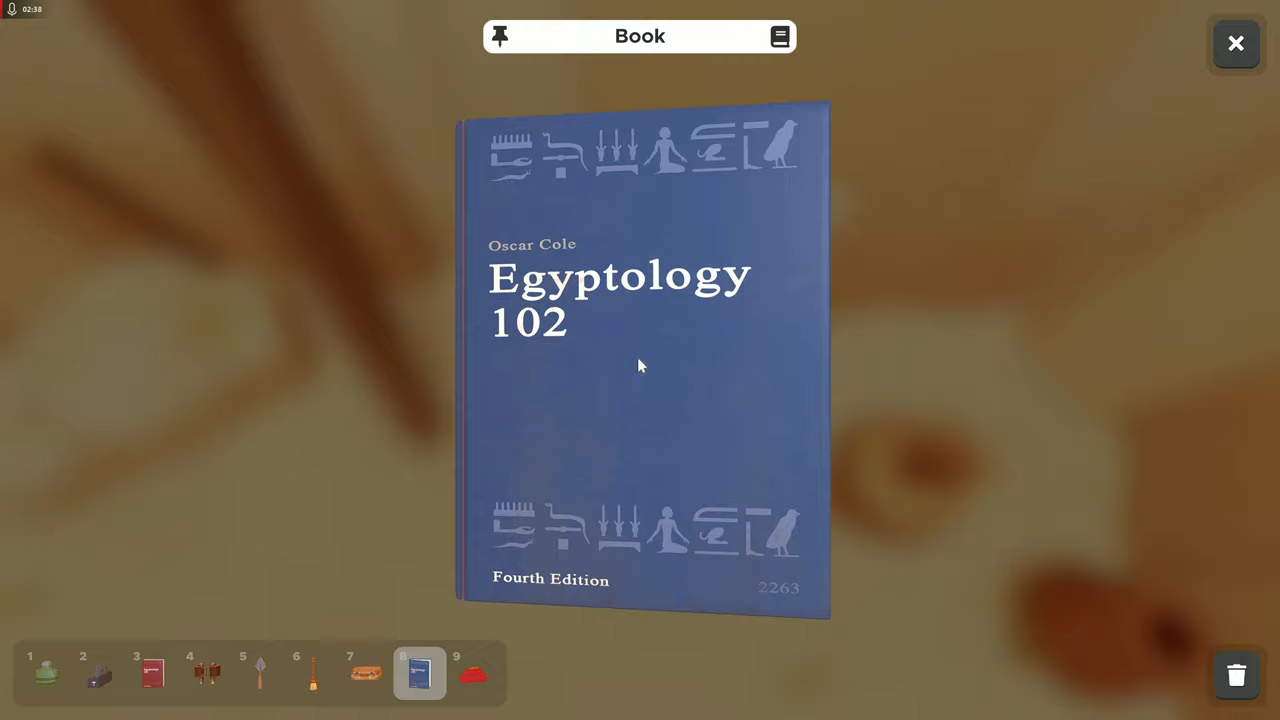 02:38
Book
Oscar Cole
Egyptology
102
Fourth Edition
2263
1 2 3 4 5 6 7 8 9